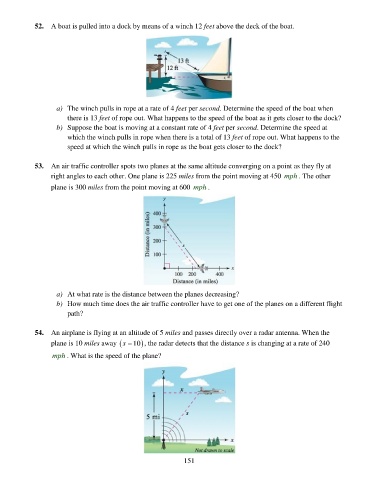 52. A boat is pulled into a dock by means of a winch 12 feet above the deck of the boat.
13 ft
12 ft
a) The winch pulls in rope at a rate of 4 feet per second. Determine the speed of the boat when
there is 13 feet of rope out. What happens to the speed of the boat as it gets closer to the dock?
b) Suppose the boat is moving at a constant rate of 4 feet per second. Determine the speed at
which the winch pulls in rope when there is a total of 13 feet of rope out. What happens to the
speed at which the winch pulls in rope as the boat gets closer to the dock?
53. An air traffic controller spots two planes at the same altitude converging on a point as they fly at
right angles to each other. One plane is 225 miles from the point moving at 450 mph. The other
plane is 300 miles from the point moving at 600 mph.
y
Distance (in miles)
400
300
200
100
s
x
100 200 400
Distance (in miles)
a) At what rate is the distance between the planes decreasing?
b) How much time does the air traffic controller have to get one of the planes on a different flight
path?
54. An airplane is flying at an altitude of 5 miles and passes directly over a radar antenna. When the
plane is 10 miles away (s = 10), the radar detects that the distance s is changing at a rate of 240
mph. What is the speed of the plane?
y
x
5 mi
s
x
Not drawn to scale
151